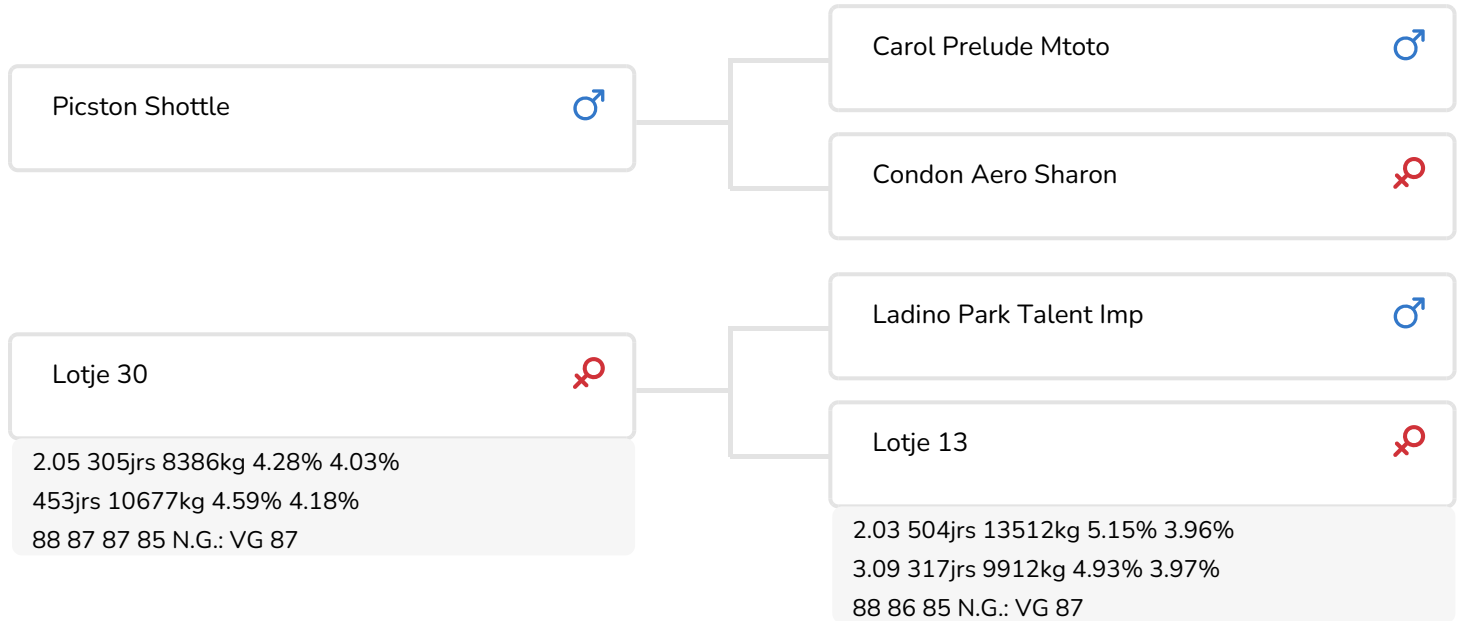 Carol Prelude Mtoto
Picston Shottle
Condon Aero Sharon
Ladino Park Talent Imp
Lotje 30
Lotje 13
2.05 305jrs 8386kg 4.28% 4.03%
453jrs 10677kg 4.59% 4.18%
88 87 87 85 N.G.: VG 87
2.03 504jrs 13512kg 5.15% 3.96%
3.09 317jrs 9912kg 4.93% 3.97%
88 86 85 N.G.: VG 87